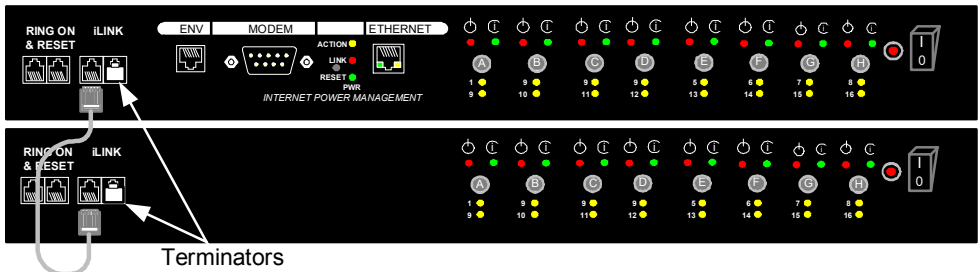 RING ON
& RESET
iLINK
ENV
MODEM
ETHERNET
ACTION
LINK
RESET
PWR
INTERNET POWER MANAGEMENT
A B C D E F G H
1 10 9 9 5 6 7 8
9 10 11 12 13 14 15 16
I
0
RING ON
& RESET
iLINK
A B C D E F G H
1 9 9 9 5 6 7 8
9 10 11 12 13 14 15 16
I
0
Terminators